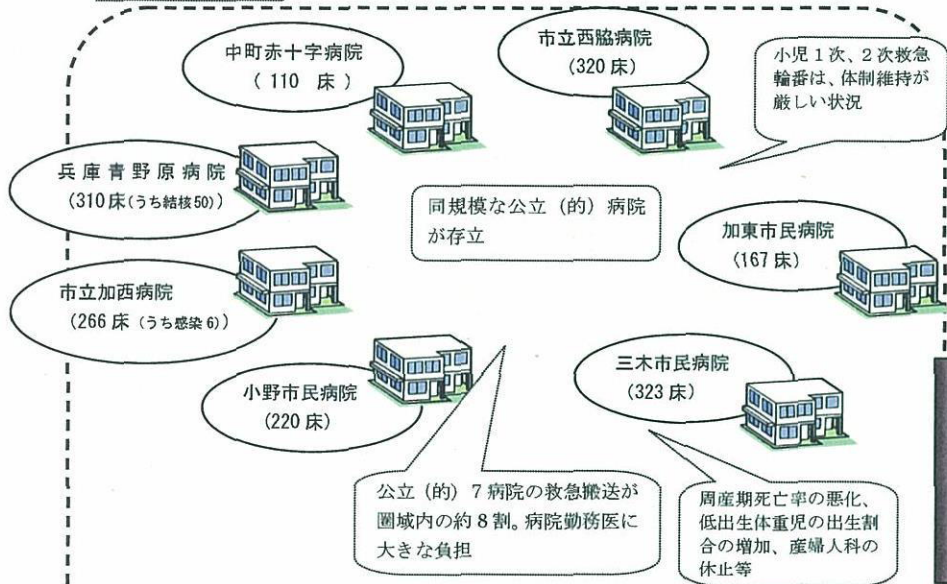 中町赤十字病院
( 110 床 )
市立西脇病院
(320 床)
小児1次、2次救急
輪番は、体制維持が
厳しい状況
兵庫青野原病院
(310床(うち結核50))
同規模な公立(的)病院
が存立
加東市民病院
(167 床)
市立加西病院
(266 床 (うち感染6))
小野市民病院
(220 床)
三木市民病院
(323 床)
公立(的)7病院の救急搬送が
圏域内の約8割。病院勤務医に
大きな負担
周産期死亡率の悪化、
低出生体重児の出生割
合の増加、産婦人科の
休止等